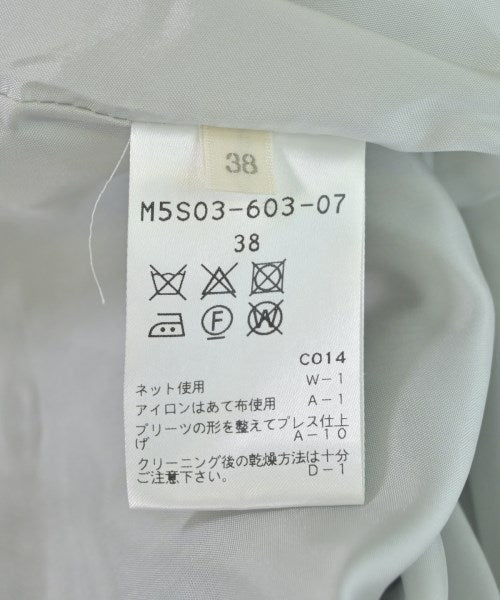 38
M5S03-603-07
38
F
W
C014
ネット使用 W-1
アイロンはあて布使用 A-1
プリーツの形を整えてプレス仕上
げ A-10
クリーニング後の乾燥方法は十分
ご注意下さい。 D-1